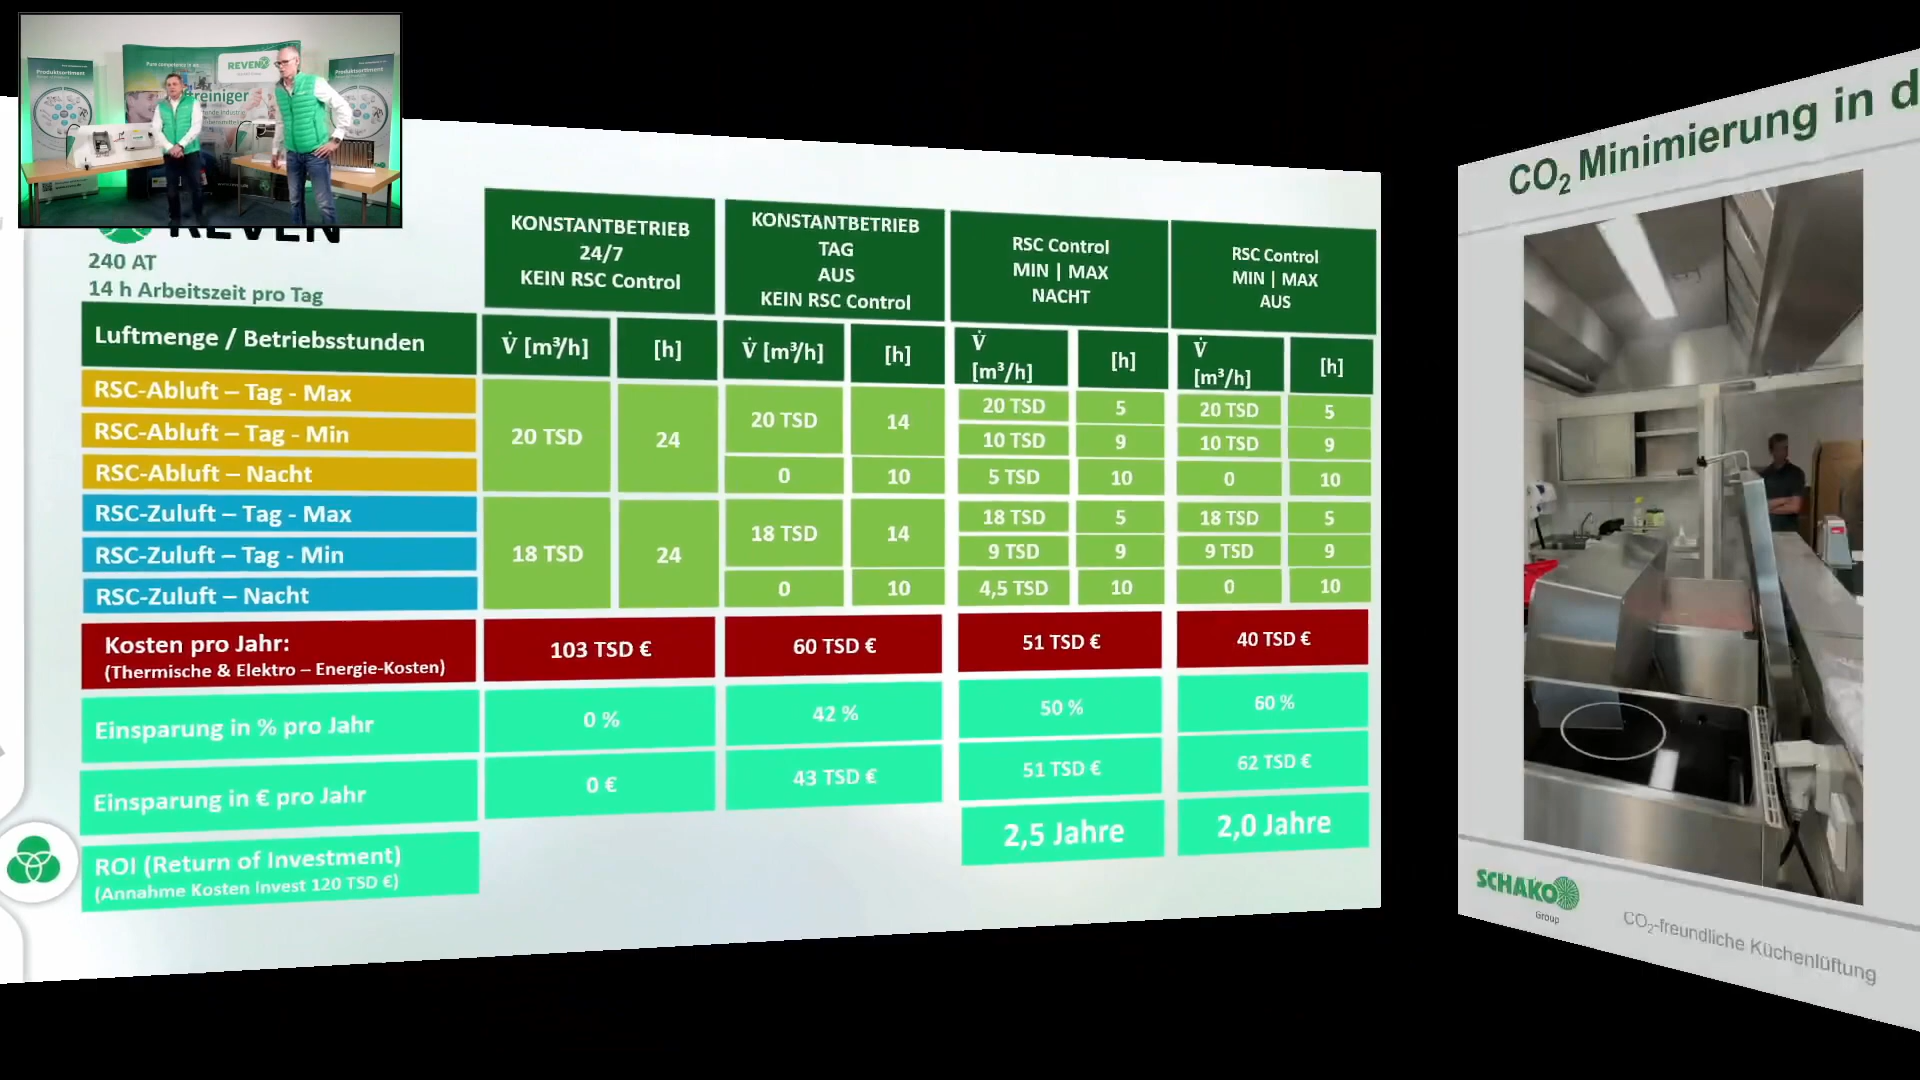 Produktsortiment
Pure competence in air.
REVEN
Produktsortiment
reiniger
REVEN
240 AT
14 h Arbeitszeit pro Tag
KONSTANTBETRIEB
24/7
KEIN RSC Control
KONSTANTBETRIEB
TAG
AUS
KEIN RSC Control
RSC Control
MIN | MAX
NACHT
RSC Control
MIN | MAX
AUS
Luftmenge / Betriebsstunden
V̇ [m³/h] [h] V̇ [m³/h] [h] V̇ [m³/h] [h] V̇ [m³/h] [h]
RSC-Abluft – Tag - Max
RSC-Abluft – Tag - Min
RSC-Abluft – Nacht
20 TSD 24
20 TSD 14
0 10
20 TSD 5
10 TSD 9
5 TSD 10
20 TSD 5
10 TSD 9
0 10
RSC-Zuluft – Tag - Max
RSC-Zuluft – Tag - Min
RSC-Zuluft – Nacht
18 TSD 24
18 TSD 14
0 10
18 TSD 5
9 TSD 9
4,5 TSD 10
18 TSD 5
9 TSD 9
0 10
Kosten pro Jahr:
(Thermische & Elektro – Energie-Kosten)
103 TSD € 60 TSD € 51 TSD € 40 TSD €
Einsparung in % pro Jahr 0 % 42 % 50 % 60 %
Einsparung in € pro Jahr 0 € 43 TSD € 51 TSD € 62 TSD €
ROI (Return of Investment)
(Annahme Kosten Invest 120 TSD €)
2,5 Jahre 2,0 Jahre
CO₂ Minimierung in d
SCHAKO
Group
CO₂-freundliche Küchenlüftung